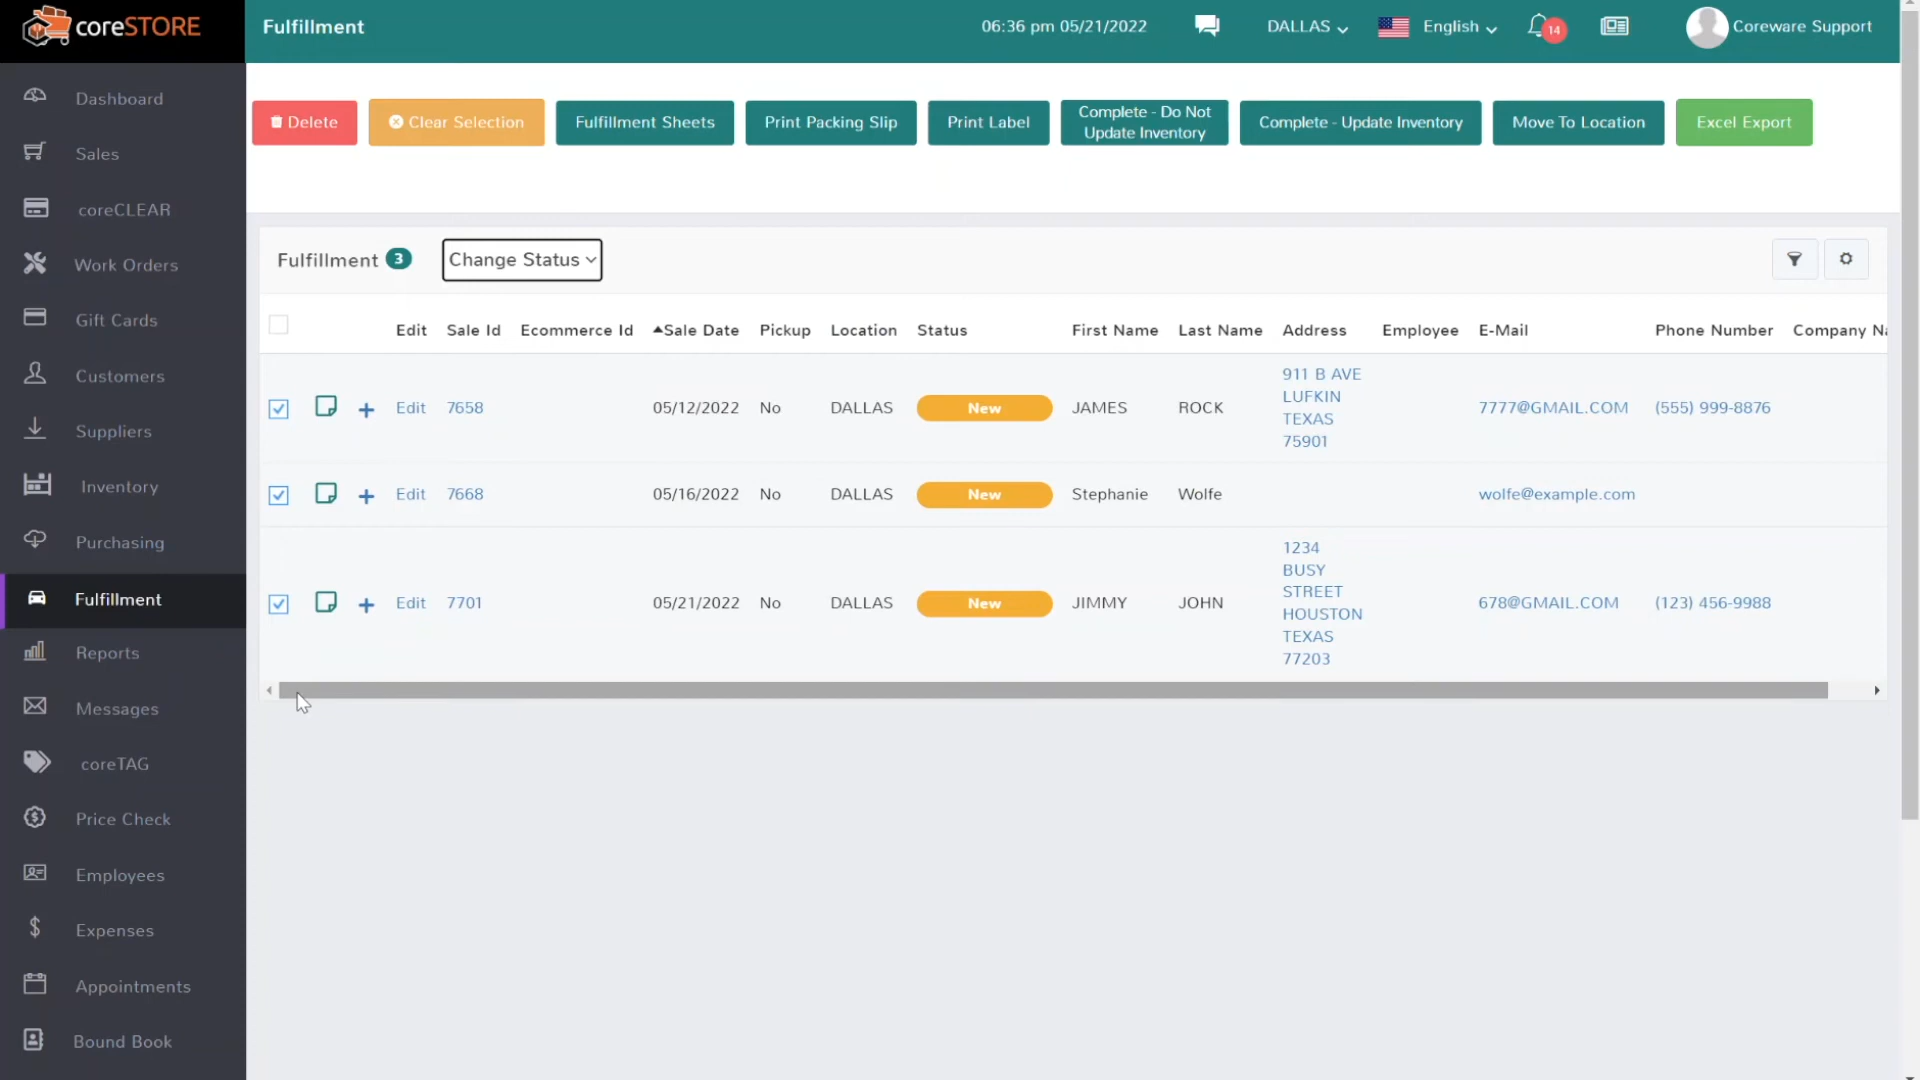 coreSTORE
Fulfillment
06:36 pm 05/21/2022
DALLAS
English
14
Coreware Support
Dashboard
Sales
coreCLEAR
Work Orders
Gift Cards
Customers
Suppliers
Inventory
Purchasing
Fulfillment
Reports
Messages
coreTAG
Price Check
Employees
Expenses
Appointments
Bound Book
Delete
Clear Selection
Fulfillment Sheets
Print Packing Slip
Print Label
Complete - Do Not
Update Inventory
Complete - Update Inventory
Move To Location
Excel Export
Fulfillment 3
Change Status
Edit Sale Id Ecommerce Id Sale Date Pickup Location Status First Name Last Name Address Employee E-Mail Phone Number Company Na
Edit 7658 05/12/2022 No DALLAS New JAMES ROCK
911 B AVE
LUFKIN
TEXAS
75901
7777@GMAIL.COM (555) 999-8876
Edit 7668 05/16/2022 No DALLAS New Stephanie Wolfe wolfe@example.com
Edit 7701 05/21/2022 No DALLAS New JIMMY JOHN
1234
BUSY
STREET
HOUSTON
TEXAS
77203
678@GMAIL.COM (123) 456-9988